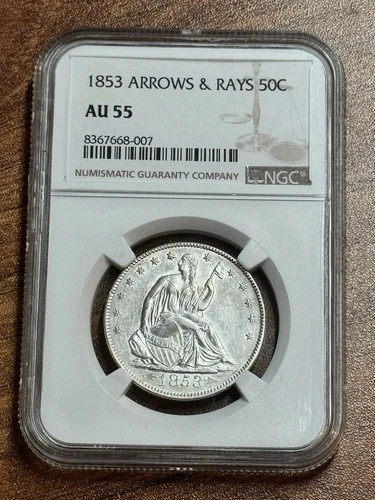 1853 ARROWS & RAYS 50C
AU 55
8367668-007
NUMISMATIC GUARANTY COMPANY
NGC®
1853